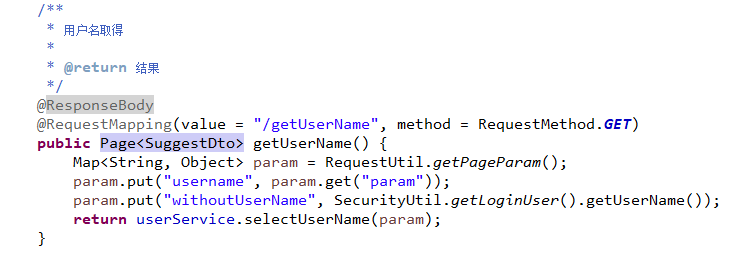 /**
 * 用户名取得
 *
 * @return 结果
 */
@ResponseBody
@RequestMapping(value = "/getUserName", method = RequestMethod.GET)
public Page<SuggestDto> getUserName() {
    Map<String, Object> param = RequestUtil.getPageParam();
    param.put("username", param.get("param"));
    param.put("withoutUserName", SecurityUtil.getLoginUser().getUserName());
    return userService.selectUserName(param);
}